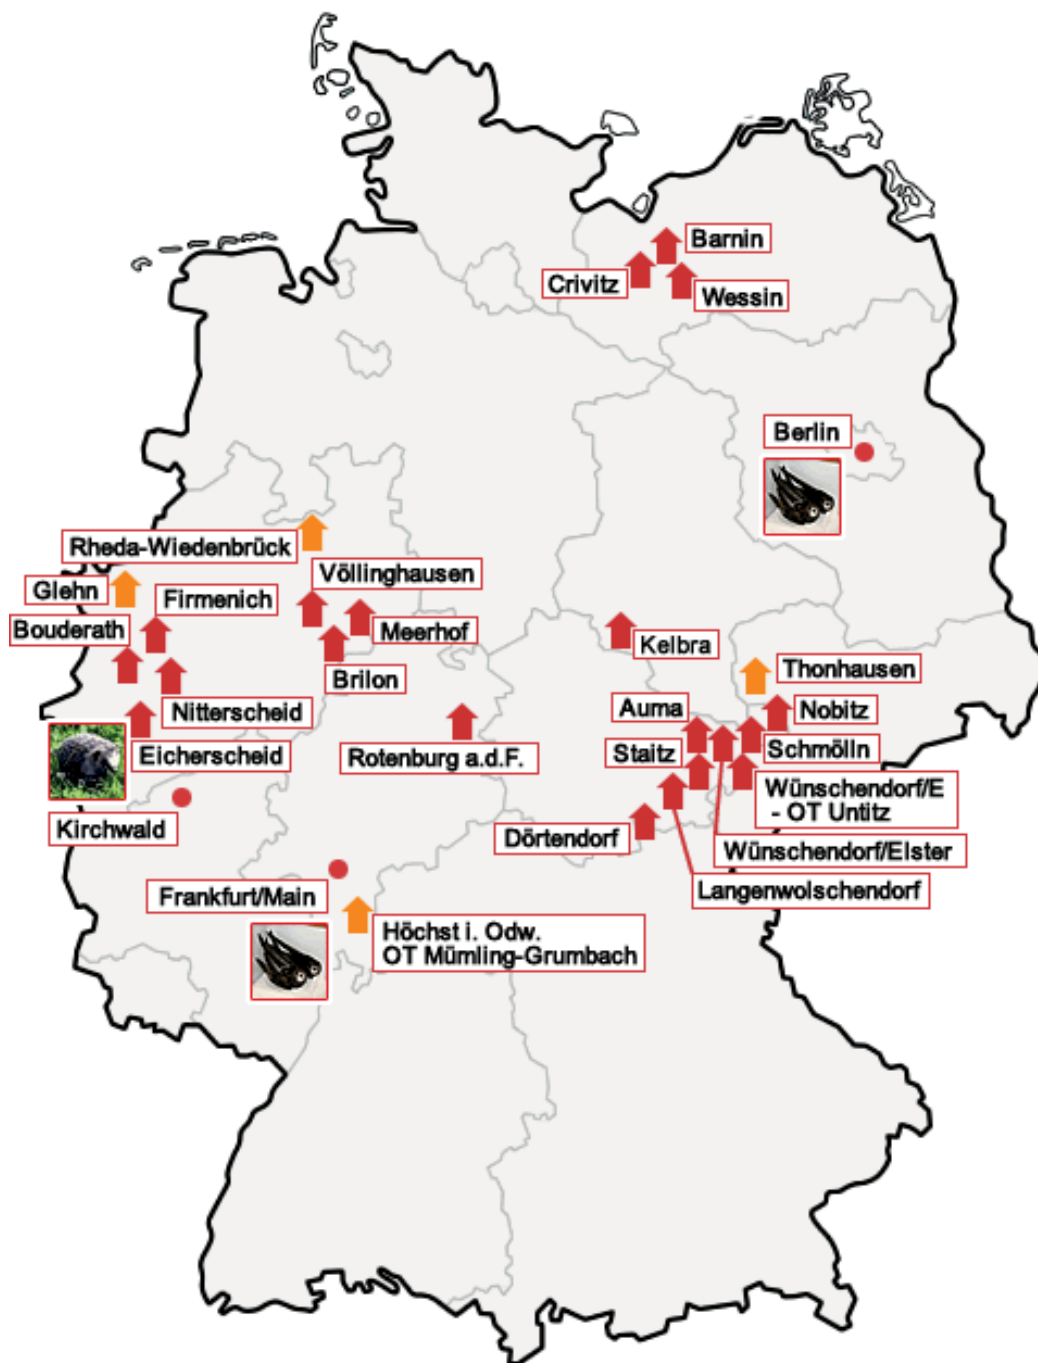 Barnin
Crivitz
Wessin
Berlin
Rheda-Wiedenbrück
Völlinghausen
Glehn
Firmenich
Bouderath
Meerhof
Kelbra
Brilon
Thonhausen
Nitterscheid
Auma
Nobitz
Eicherscheid
Rotenburg a.d.F.
Staitz
Schmölln
Wünschendorf/E
- OT Untitz
Kirchwald
Dörtendorf
Wünschendorf/Elster
Langenwolschendorf
Frankfurt/Main
Höchst i. Odw.
OT Mümling-Grumbach